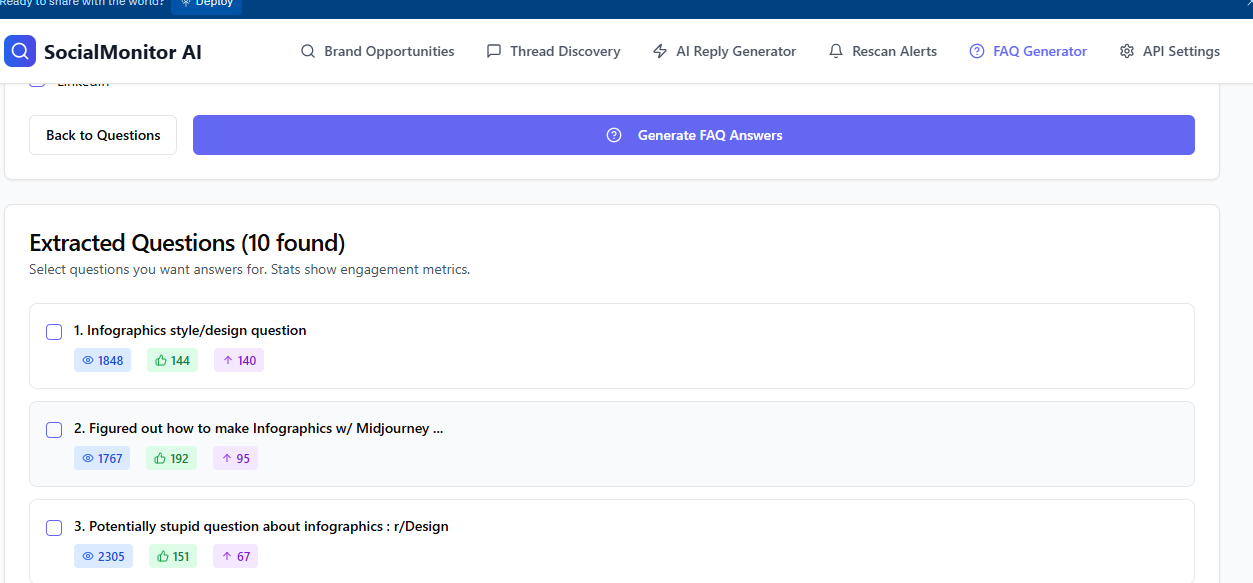 Ready to share with the world? Deploy
SocialMonitor AI Brand Opportunities Thread Discovery AI Reply Generator Rescan Alerts FAQ Generator API Settings
LinkedIn
Back to Questions Generate FAQ Answers
Extracted Questions (10 found)
Select questions you want answers for. Stats show engagement metrics.
1. Infographics style/design question
1848 144 140
2. Figured out how to make Infographics w/ Midjourney ...
1767 192 95
3. Potentially stupid question about infographics : r/Design
2305 151 67